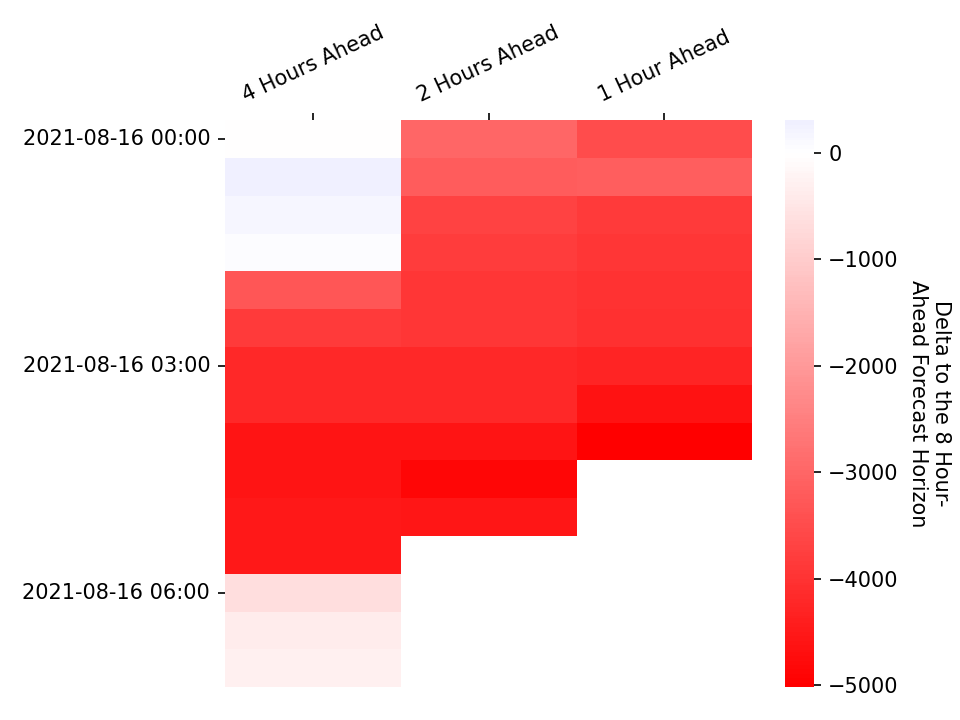 4 Hours Ahead
2 Hours Ahead
1 Hour Ahead
2021-08-16 00:00
2021-08-16 03:00
2021-08-16 06:00
0
−1000
−2000
−3000
−4000
−5000
Delta to the 8 Hour-
Ahead Forecast Horizon